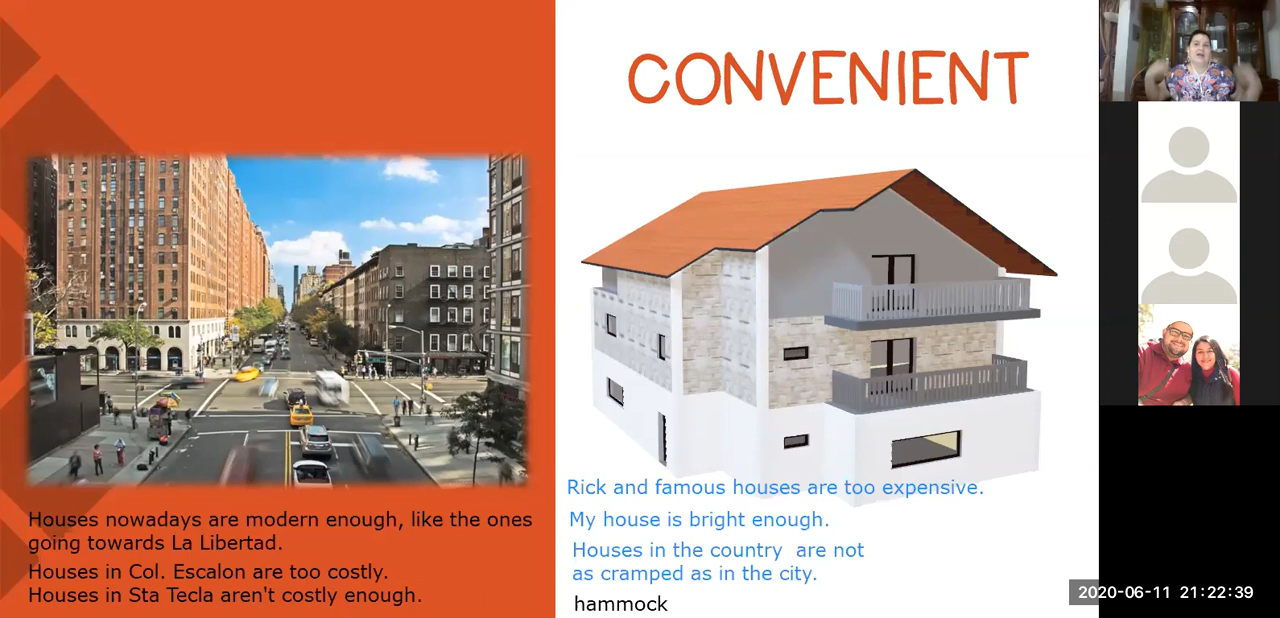 CONVENIENT
Houses nowadays are modern enough, like the ones
going towards La Libertad.
Houses in Col. Escalon are too costly.
Houses in Sta Tecla aren't costly enough.
Rick and famous houses are too expensive.
My house is bright enough.
Houses in the country are not
as cramped as in the city.
hammock
2020-06-11 21:22:39